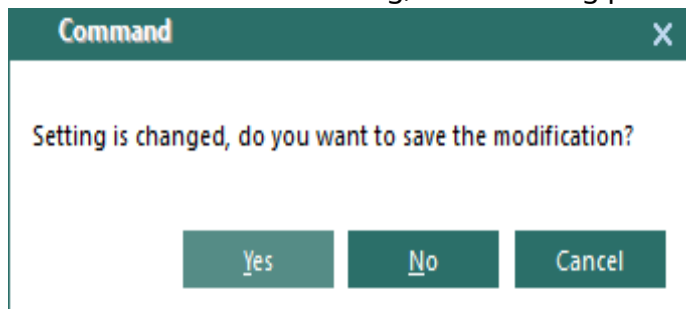 Command
Setting is changed, do you want to save the modification?
Yes No Cancel